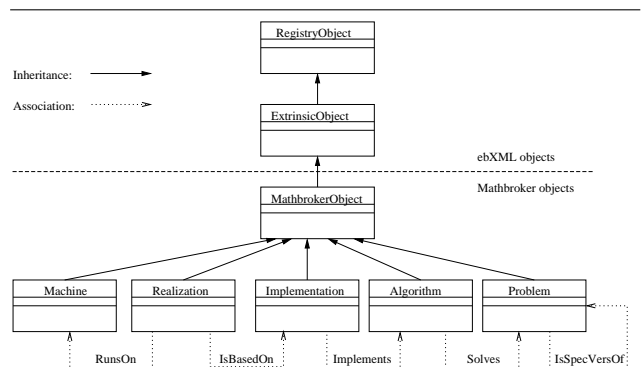 RegistryObject
Inheritance:
Association:
ExtrinsicObject
ebXML objects
Mathbroker objects
MathbrokerObject
Machine Realization Implementation Algorithm Problem
RunsOn IsBasedOn Implements Solves IsSpecVersOf